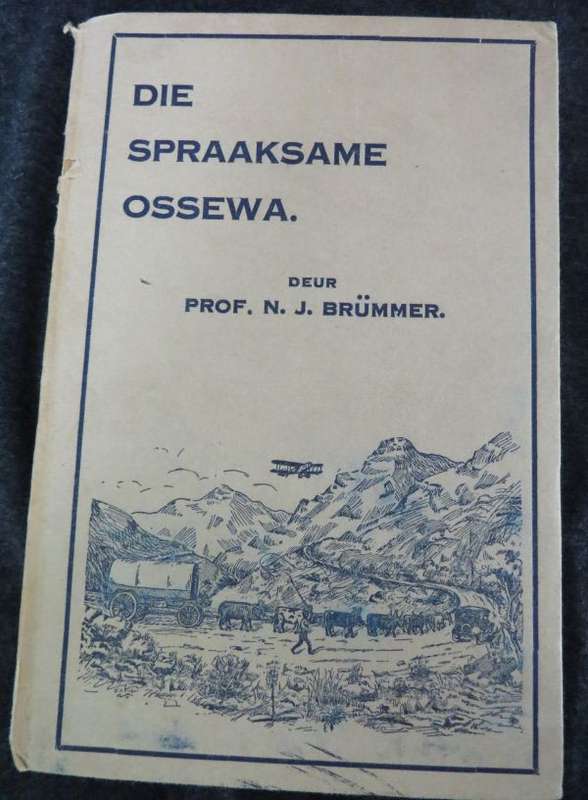 DIE
SPRAAKSAME
OSSEWA.
DEUR
PROF. N. J. BRÜMMER.